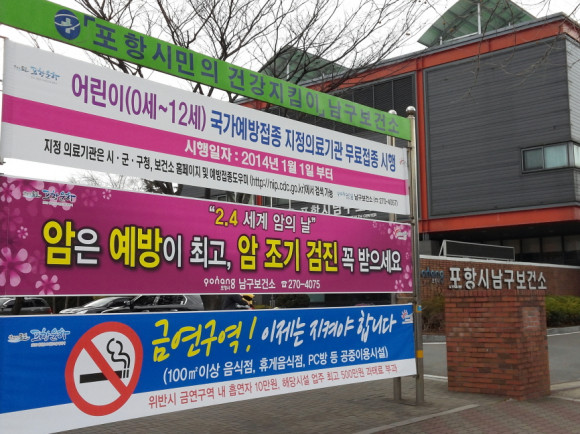 『포항시민의 건강지킴이, 남구보건소
어린이(0세~12세) 국가예방접종 지정의료기관 무료접종 시행
시행일자 : 2014년 1월 1일 부터
지정 의료기관은 시·군·구청, 보건소 홈페이지 및 예방접종도우미(http://nip.cdc.go.kr)에서 검색 가능
남구보건소
"2.4 세계 암의 날"
암은 예방이 최고, 암 조기 검진 꼭 받으세요
남구보건소 ☎ 270-4075
금연구역! 이제는 지켜야 합니다
(100㎡이상 음식점, 휴게음식점, PC방 등 공중이용시설)
위반시 금연구역 내 흡연자 10만원, 해당시설 업주 최고 500만원 과태료 부과
포항시남구보건소